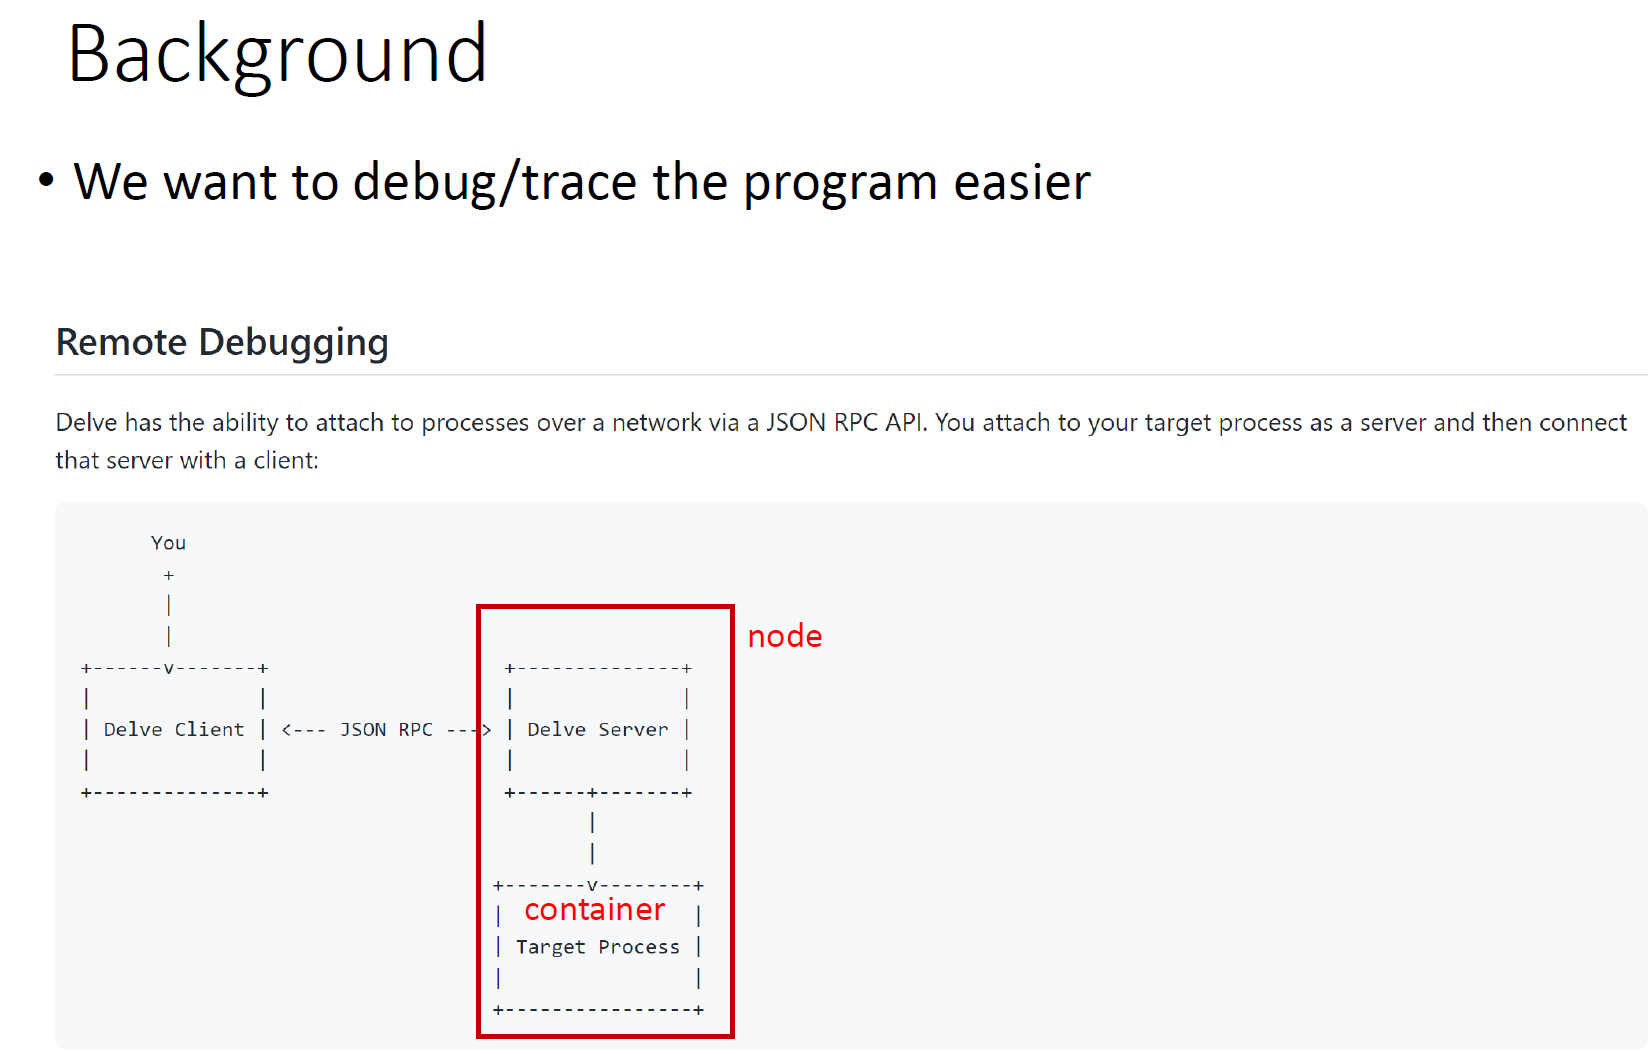 Background
• We want to debug/trace the program easier
Remote Debugging
Delve has the ability to attach to processes over a network via a JSON RPC API. You attach to your target process as a server and then connect
that server with a client:
You
+
|
|
node
+------v-------+                    +--------------+
|              |                    |              |
| Delve Client | <--- JSON RPC ---> | Delve Server |
|              |                    |              |
+--------------+                    +------+-------+
|
|
+-------v--------+
| container |
| Target Process |
|                |
+----------------+